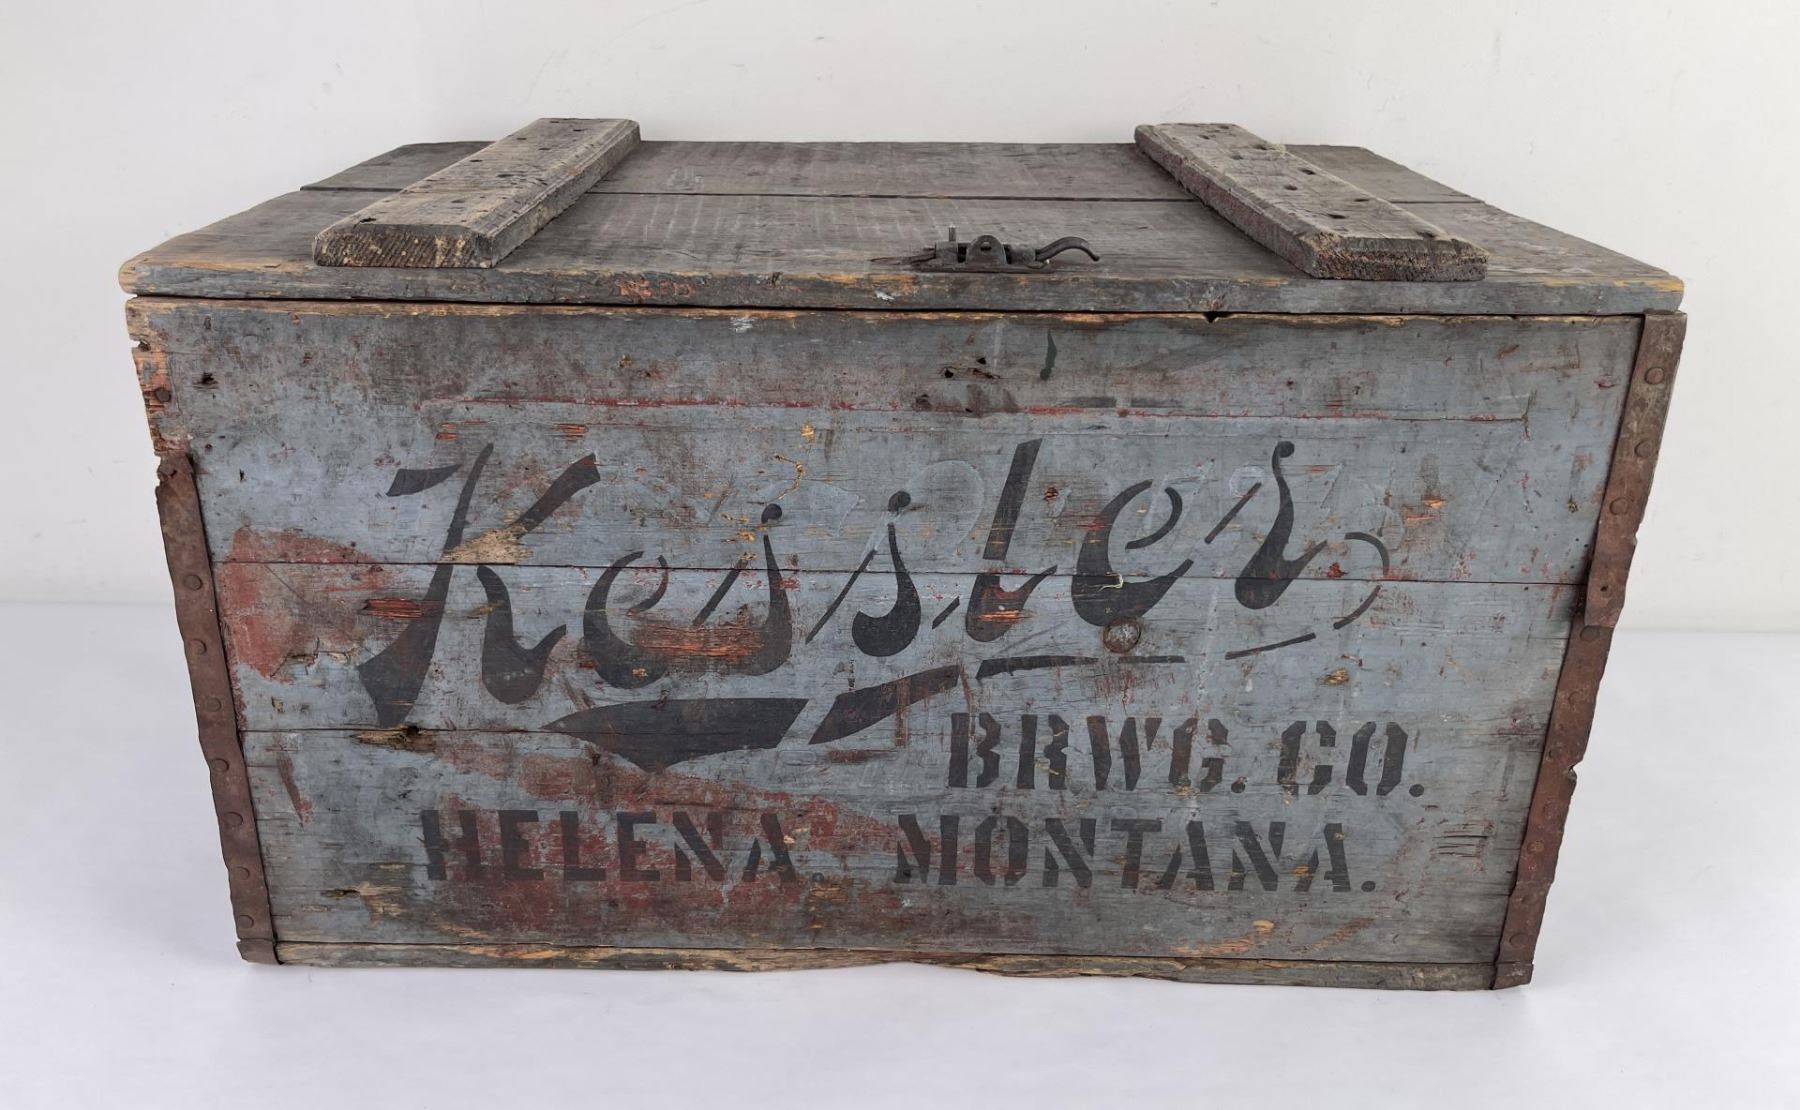 Kessler
BRWG. CO.
HELENA. MONTANA.